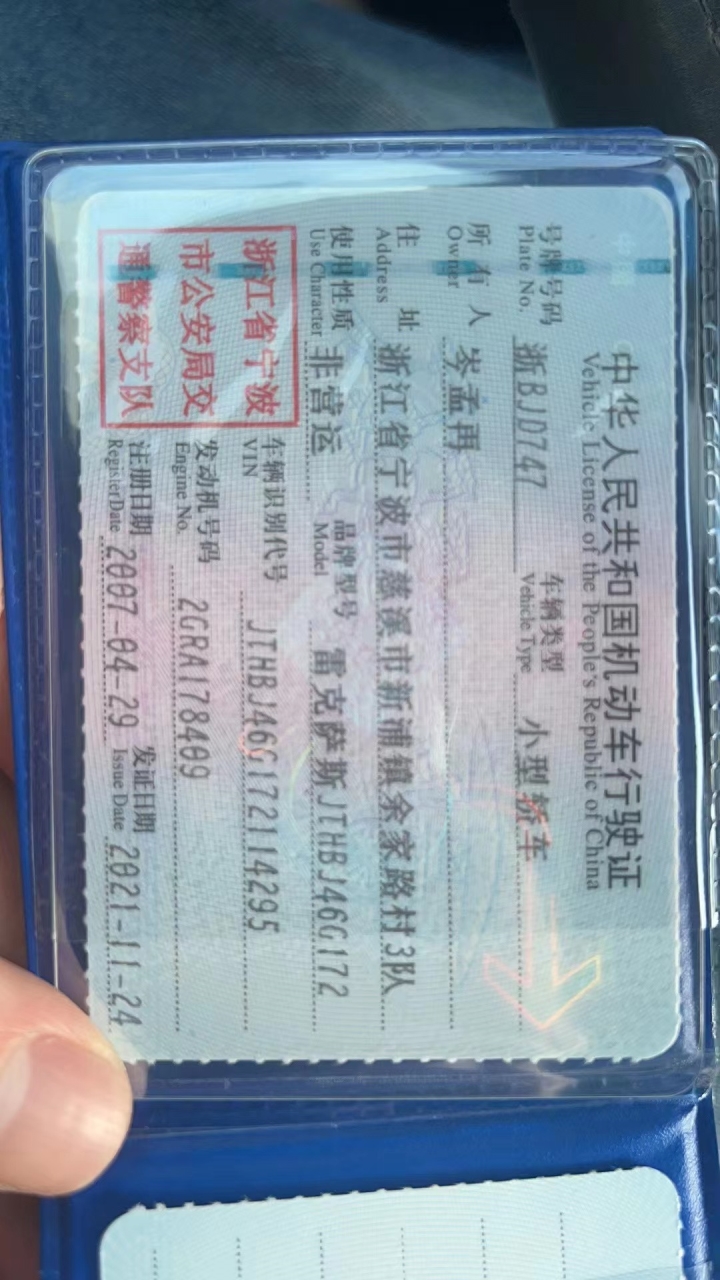 中华人民共和国机动车行驶证
Vehicle License of the People's Republic of China
号牌号码 浙BJD747 车辆类型 小型轿车
Plate No. Vehicle Type
所有人 岑孟再
Owner
住址 浙江省宁波市慈溪市新浦镇余家路村3队
Address
使用性质 非营运 品牌型号 雷克萨斯JTHBJ46G172
Use Character Model
浙江省宁波
市公安局交
通警察支队
车辆识别代号 JTHBJ46G172114295
VIN
发动机号码 2GRA178409
Engine No.
注册日期 2007-04-29 发证日期 2021-11-24
Register Date Issue Date